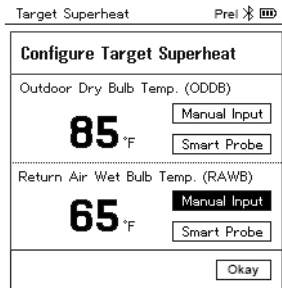 Target Superheat Prel
Configure Target Superheat
Outdoor Dry Bulb Temp. (ODDB)
85 °F
Manual Input
Smart Probe
Return Air Wet Bulb Temp. (RAWB)
65 °F
Manual Input
Smart Probe
Okay